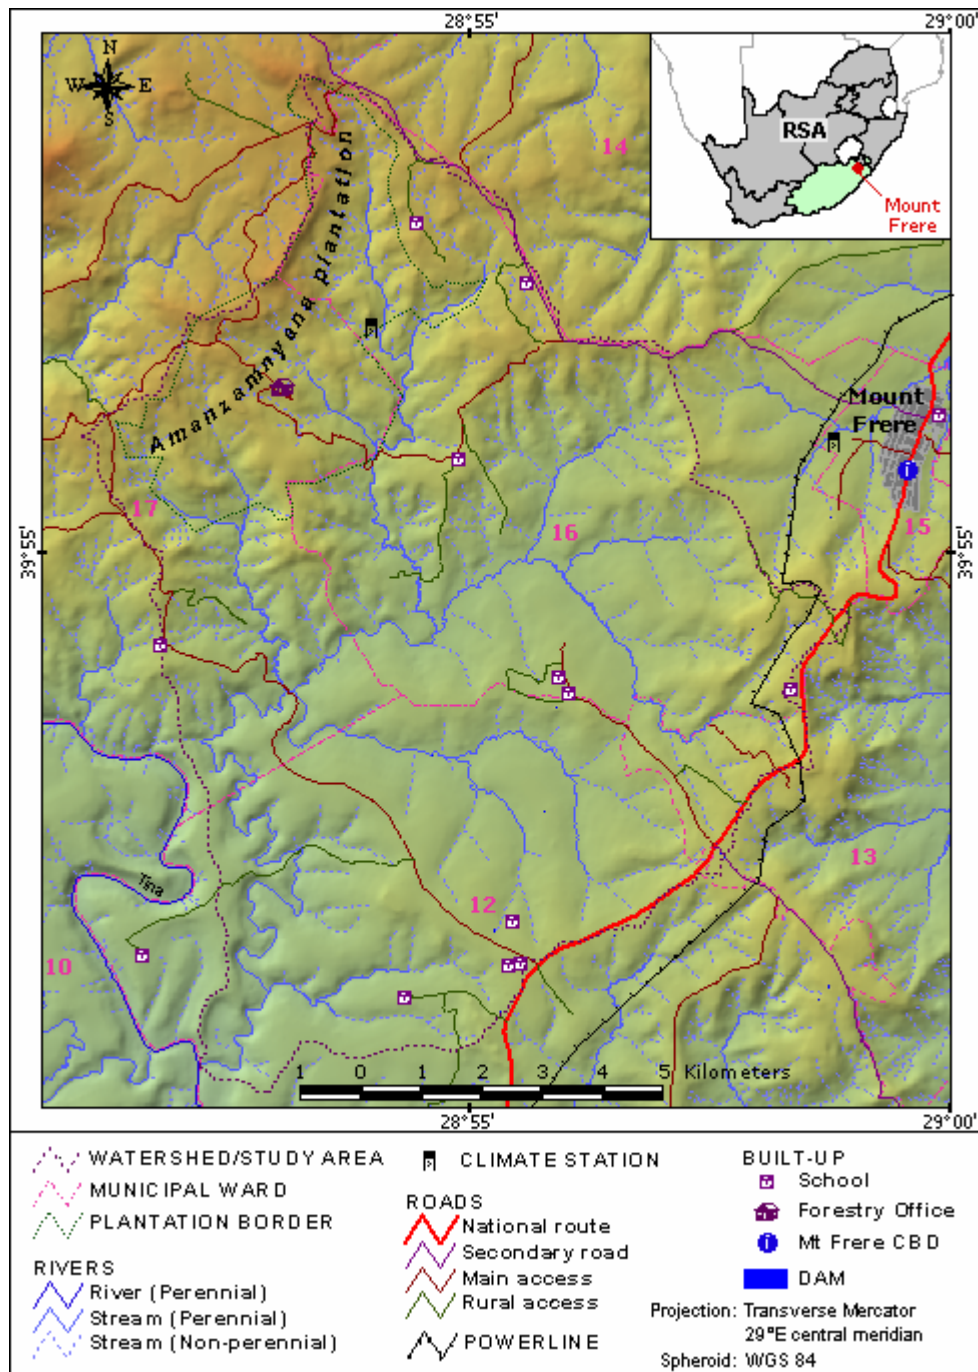 28°55'
29°00'
N
W E
S
RSA
Mount
Frere
14
Amanzamnyana plantation
Mount
Frere
17
16
15
39°55'
39°55'
13
Tina
12
10
1 0 1 2 3 4 5 Kilometers
28°55'
29°00'
WATERSHED/STUDY AREA
MUNICIPAL WARD
PLANTATION BORDER
RIVERS
River (Perennial)
Stream (Perennial)
Stream (Non-perennial)
CLIMATE STATION
ROADS
National route
Secondary road
Main access
Rural access
POWERLINE
BUILT-UP
School
Forestry Office
i Mt Frere CBD
DAM
Projection: Transverse Mercator
29°E central meridian
Spheroid: WGS 84